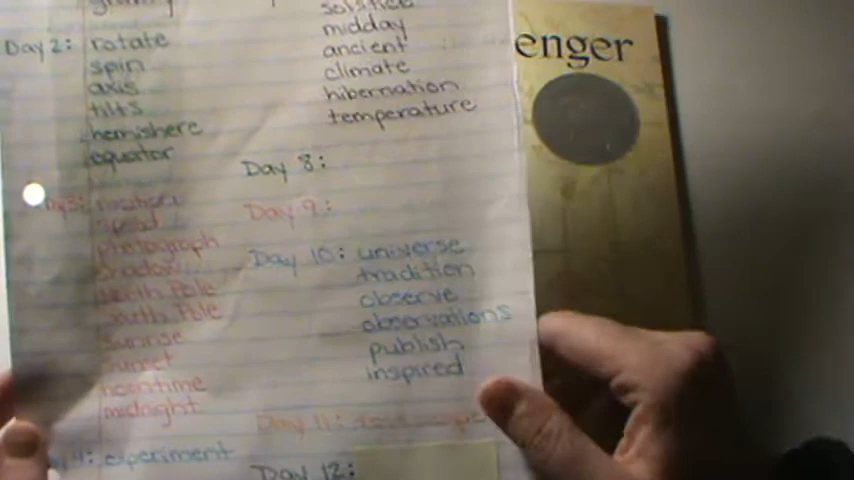 gravity
Day 2: rotate
spin
axis
tilts
hemishere
equator
photograph
shadow
North Pole
South Pole
sunrise
sunset
noontime
midnight
4: experiment
solstice
midday
ancient
climate
hibernation
temperature
Day 8:
Day 9:
Day 10: universe
tradition
observe
observations
publish
inspired
Day 11:
Day 12:
enger